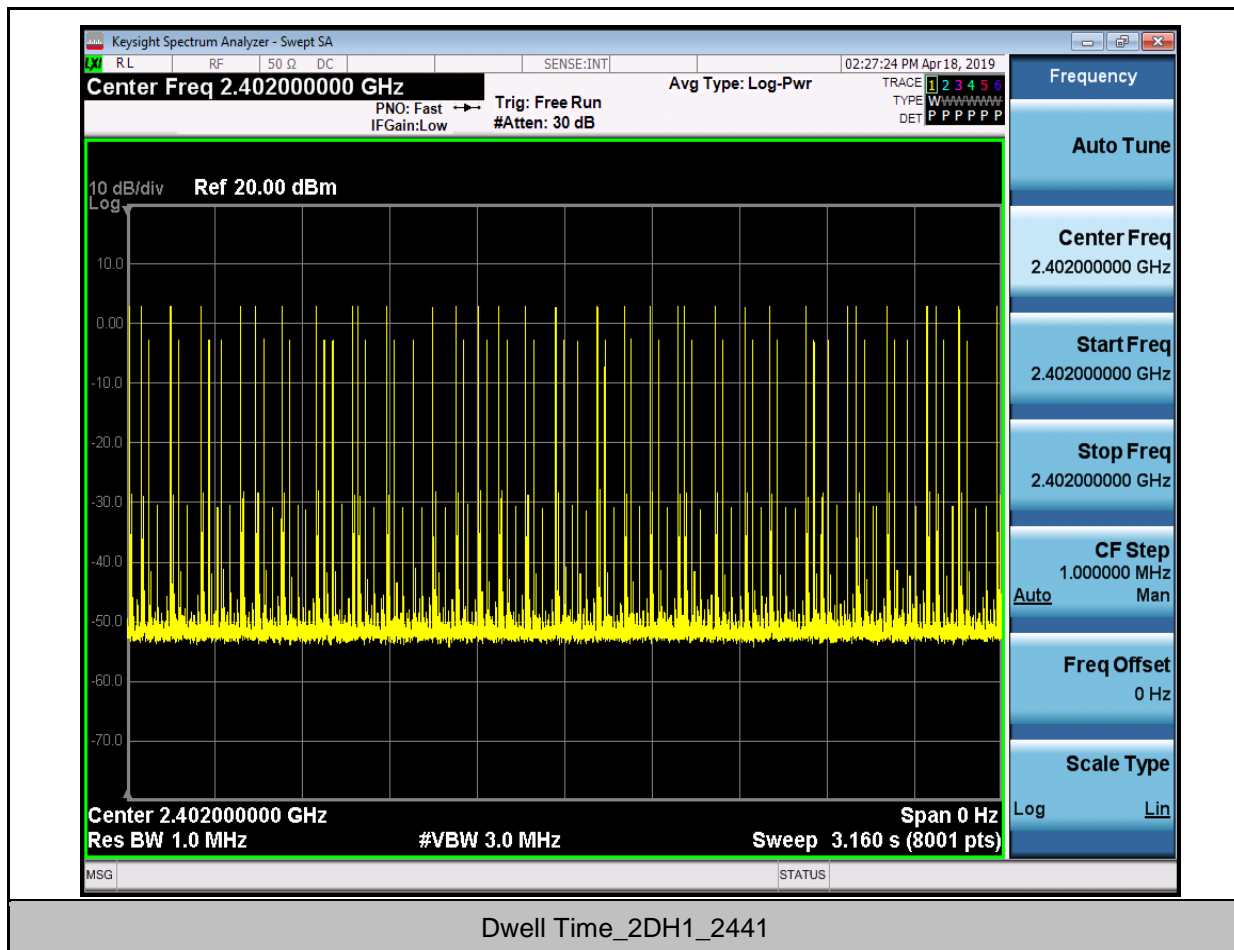 Keysight Spectrum Analyzer - Swept SA
LXI RL RF 50 Ω DC SENSE:INT 02:27:24 PM Apr 18, 2019
Center Freq 2.402000000 GHz
PNO: Fast
IFGain:Low
Trig: Free Run
#Atten: 30 dB
Avg Type: Log-Pwr
TRACE 1 2 3 4 5 6
TYPE WWWWWW
DET P P P P P P
10 dB/div Ref 20.00 dBm
Log
10.0
0.00
-10.0
-20.0
-30.0
-40.0
-50.0
-60.0
-70.0
Center 2.402000000 GHz Span 0 Hz
Res BW 1.0 MHz #VBW 3.0 MHz Sweep 3.160 s (8001 pts)
MSG STATUS
Frequency
Auto Tune
Center Freq
2.402000000 GHz
Start Freq
2.402000000 GHz
Stop Freq
2.402000000 GHz
CF Step
1.000000 MHz
Auto Man
Freq Offset
0 Hz
Scale Type
Log Lin
Dwell Time_2DH1_2441